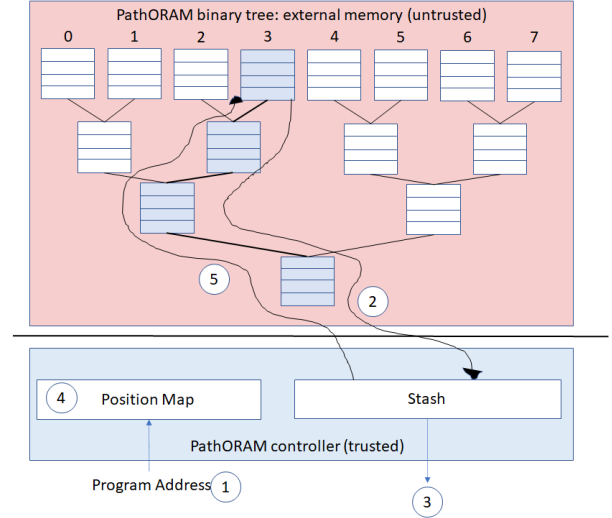 PathORAM binary tree: external memory (untrusted)
0 1 2 3 4 5 6 7
5
2
4 Position Map
Stash
PathORAM controller (trusted)
Program Address 1
3